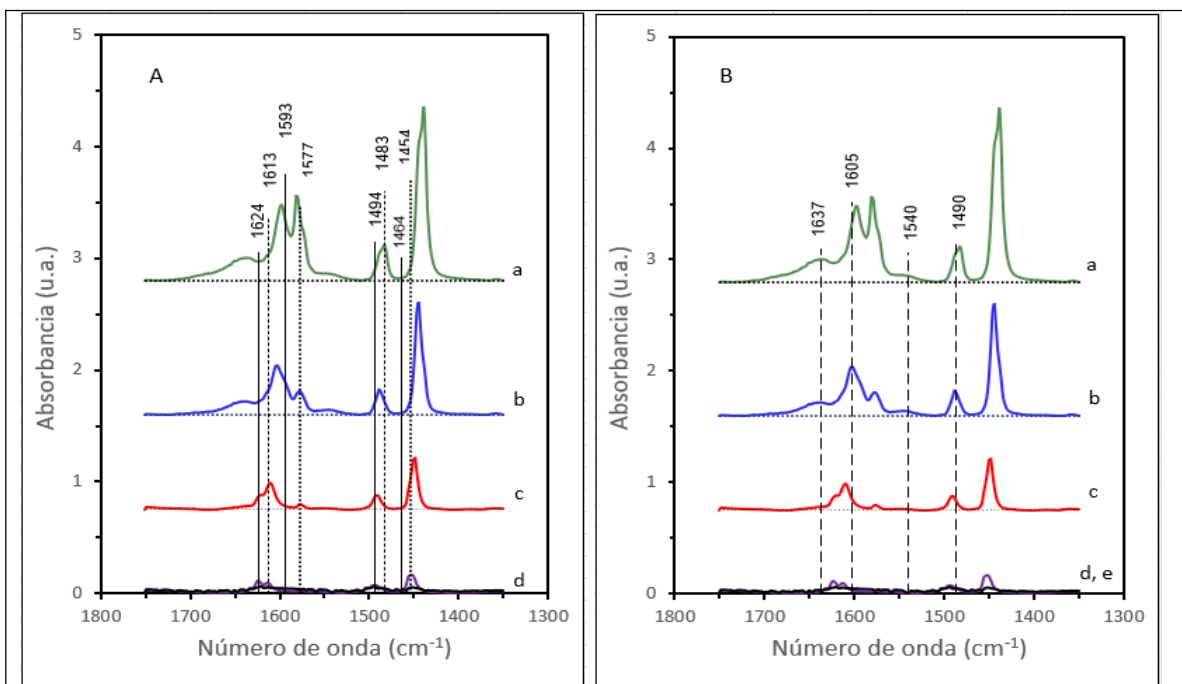 A
5
4
3
2
1
0
Absorbancia (u.a.)
1624
1613
1593
1577
1494
1483
1464
1454
a
b
c
d
1800
1700
1600
1500
1400
1300
Número de onda (cm-1)
B
5
4
3
2
1
0
Absorbancia (u.a.)
1637
1605
1540
1490
a
b
c
d, e
1800
1700
1600
1500
1400
1300
Número de onda (cm-1)